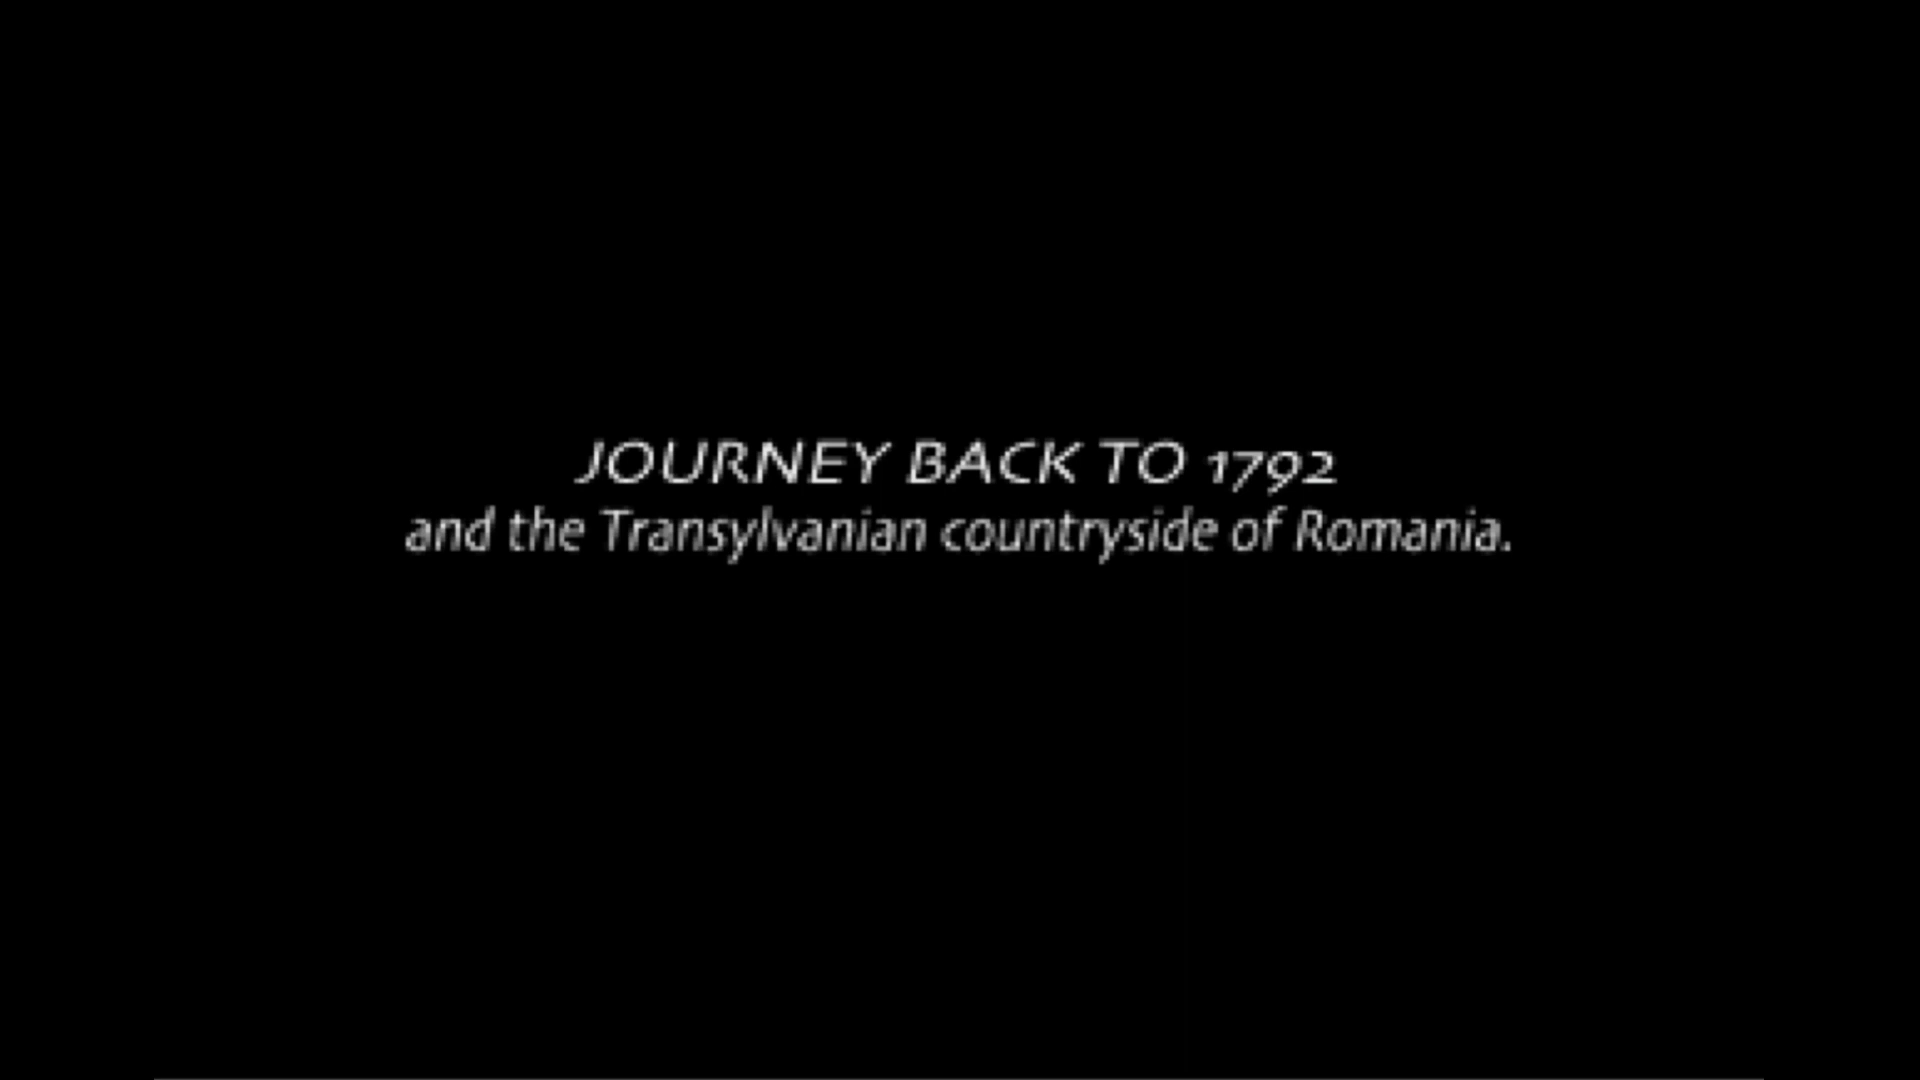 JOURNEY BACK TO 1792
and the Transylvanian countryside of Romania.